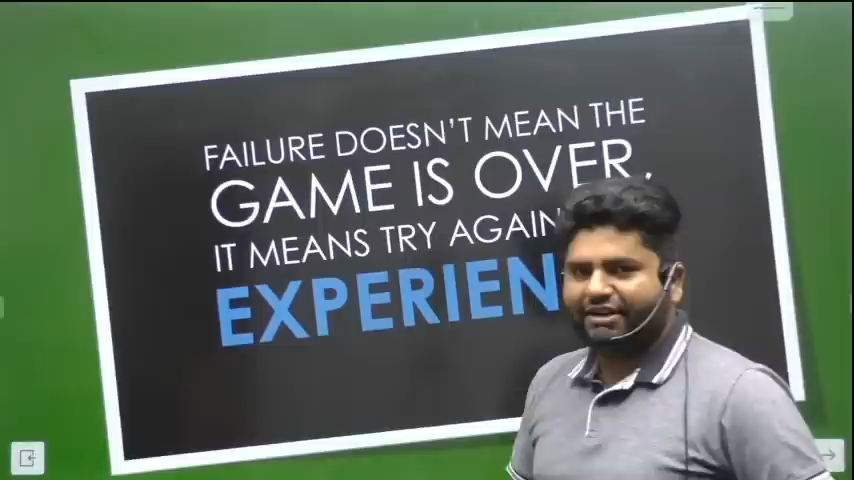 FAILURE DOESN'T MEAN THE
GAME IS OVER,
IT MEANS TRY AGAIN
EXPERIEN